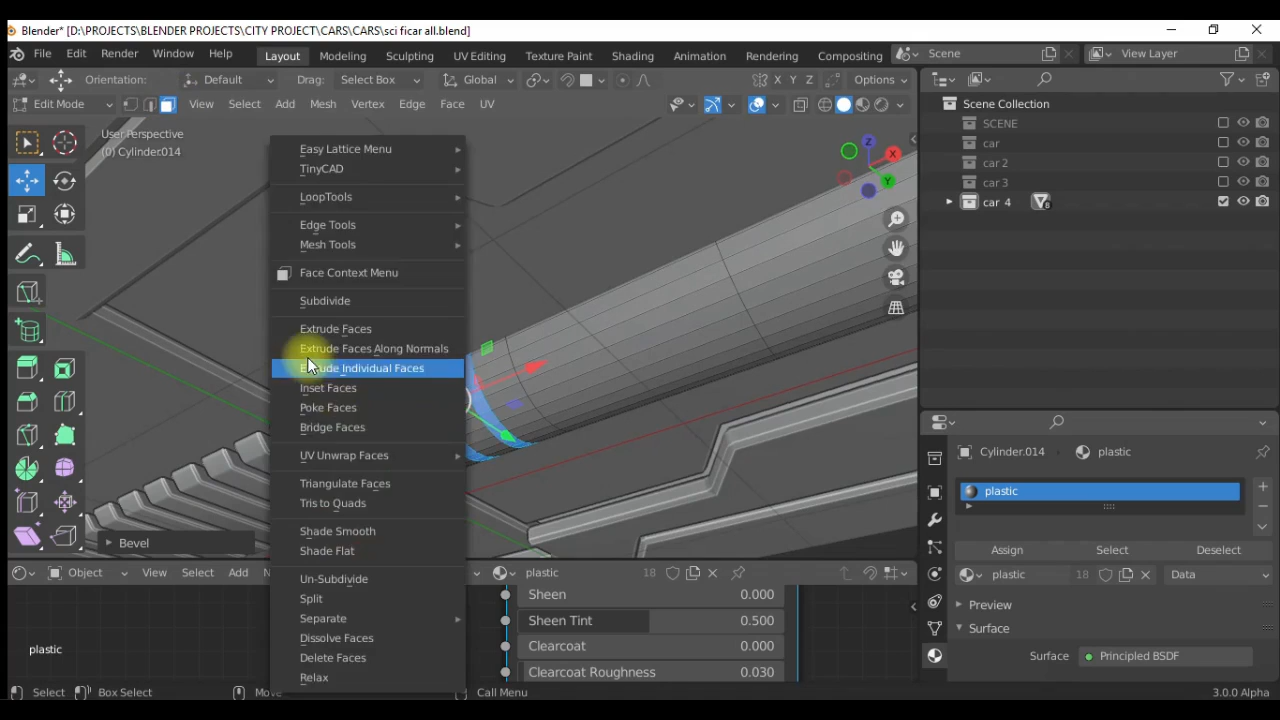 Blender* [D:\PROJECTS\BLENDER PROJECTS\CITY PROJECT\CARS\CARS\sci ficar all.blend]
File Edit Render Window Help Layout Modeling Sculpting UV Editing Texture Paint Shading Animation Rendering Compositing Scene View Layer
Orientation: Default Drag: Select Box Global X Y Z Options
Edit Mode View Select Add Mesh Vertex Edge Face UV
User Perspective
(0) Cylinder.014
Z
X
Y
Easy Lattice Menu
TinyCAD
LoopTools
Edge Tools
Mesh Tools
Face Context Menu
Subdivide
Extrude Faces
Extrude Faces Along Normals
Extrude Individual Faces
Inset Faces
Poke Faces
Bridge Faces
UV Unwrap Faces
Triangulate Faces
Tris to Quads
Shade Smooth
Shade Flat
Un-Subdivide
Split
Separate
Dissolve Faces
Delete Faces
Relax
Bevel
Scene Collection
SCENE
car
car 2
car 3
car 4 8
Cylinder.014 plastic
plastic
Assign Select Deselect
plastic 18 Data
Preview
Surface
Surface Principled BSDF
Object View Select Add N plastic 18
Sheen 0.000
Sheen Tint 0.500
Clearcoat 0.000
Clearcoat Roughness 0.030
plastic
Select Box Select Move Call Menu 3.0.0 Alpha